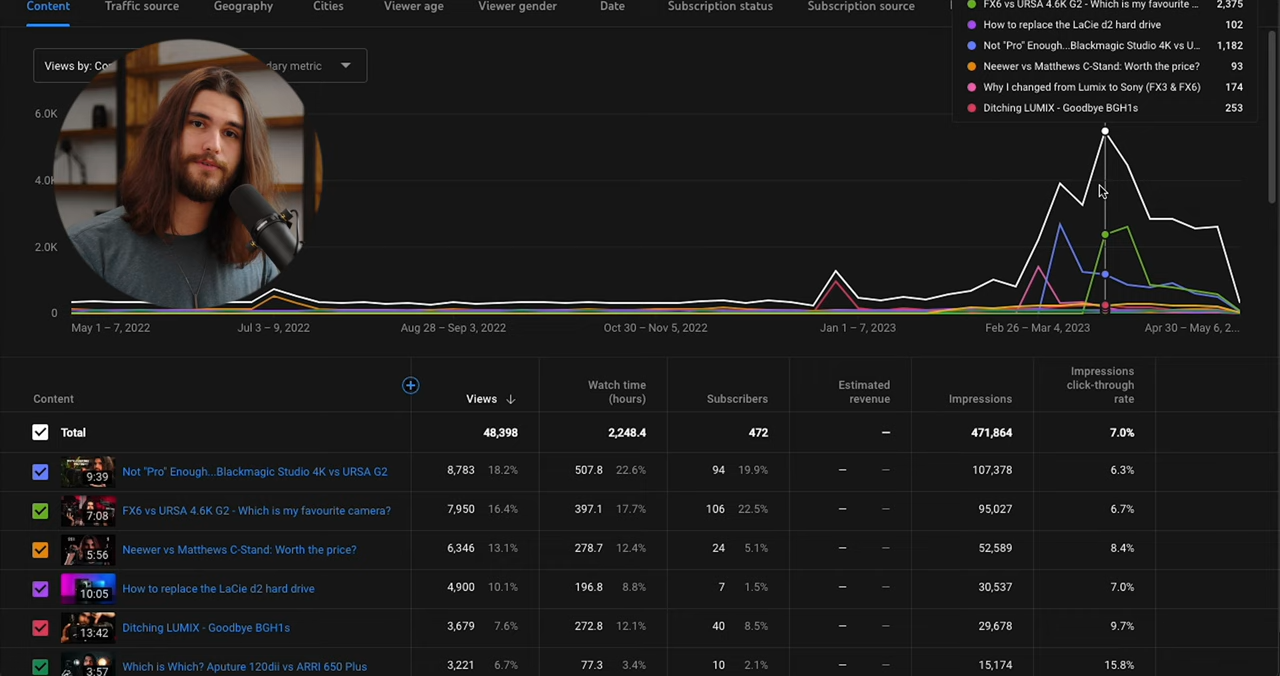 Content Traffic source Geography Cities Viewer age Viewer gender Date Subscription status Subscription source
FX6 vs URSA 4.6K G2 - Which is my favourite ... 2,375
How to replace the LaCie d2 hard drive 102
Not "Pro" Enough...Blackmagic Studio 4K vs U... 1,182
Neewer vs Matthews C-Stand: Worth the price? 93
Why I changed from Lumix to Sony (FX3 & FX6) 174
Ditching LUMIX - Goodbye BGH1s 253
Views by: metric
6.0K
4.0K
2.0K
0
May 1 – 7, 2022 Jul 3 – 9, 2022 Aug 28 – Sep 3, 2022 Oct 30 – Nov 5, 2022 Jan 1 – 7, 2023 Feb 26 – Mar 4, 2023 Apr 30 – May 6, 2...
Content Views Watch time (hours) Subscribers Estimated revenue Impressions Impressions click-through rate
Total 48,398 2,248.4 472 — 471,864 7.0%
9:39 Not "Pro" Enough...Blackmagic Studio 4K vs URSA G2 8,783 18.2% 507.8 22.6% 94 19.9% — — 107,378 6.3%
7:08 FX6 vs URSA 4.6K G2 - Which is my favourite camera? 7,950 16.4% 397.1 17.7% 106 22.5% — — 95,027 6.7%
5:56 Neewer vs Matthews C-Stand: Worth the price? 6,346 13.1% 278.7 12.4% 24 5.1% — — 52,589 8.4%
10:05 How to replace the LaCie d2 hard drive 4,900 10.1% 196.8 8.8% 7 1.5% — — 30,537 7.0%
13:42 Ditching LUMIX - Goodbye BGH1s 3,679 7.6% 272.8 12.1% 40 8.5% — — 29,678 9.7%
3:57 Which is Which? Aputure 120dii vs ARRI 650 Plus 3,221 6.7% 77.3 3.4% 10 2.1% — — 15,174 15.8%